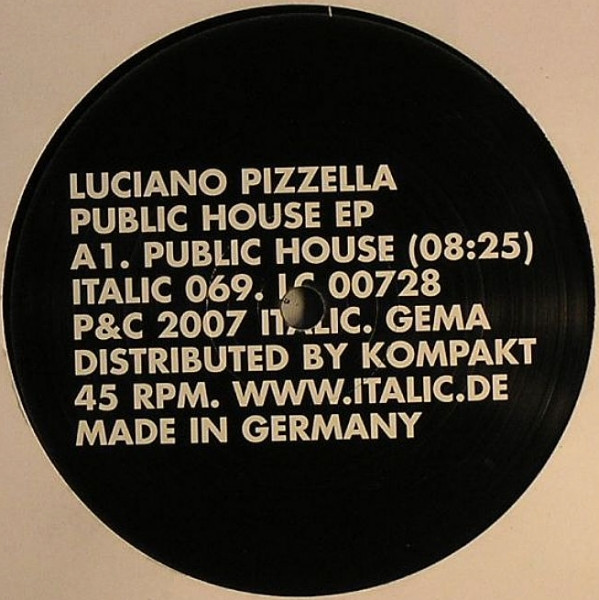 LUCIANO PIZZELLA
PUBLIC HOUSE EP
A1. PUBLIC HOUSE (08:25)
ITALIC 069. LC 00728
P&C 2007 ITALIC. GEMA
DISTRIBUTED BY KOMPAKT
45 RPM. WWW.ITALIC.DE
MADE IN GERMANY